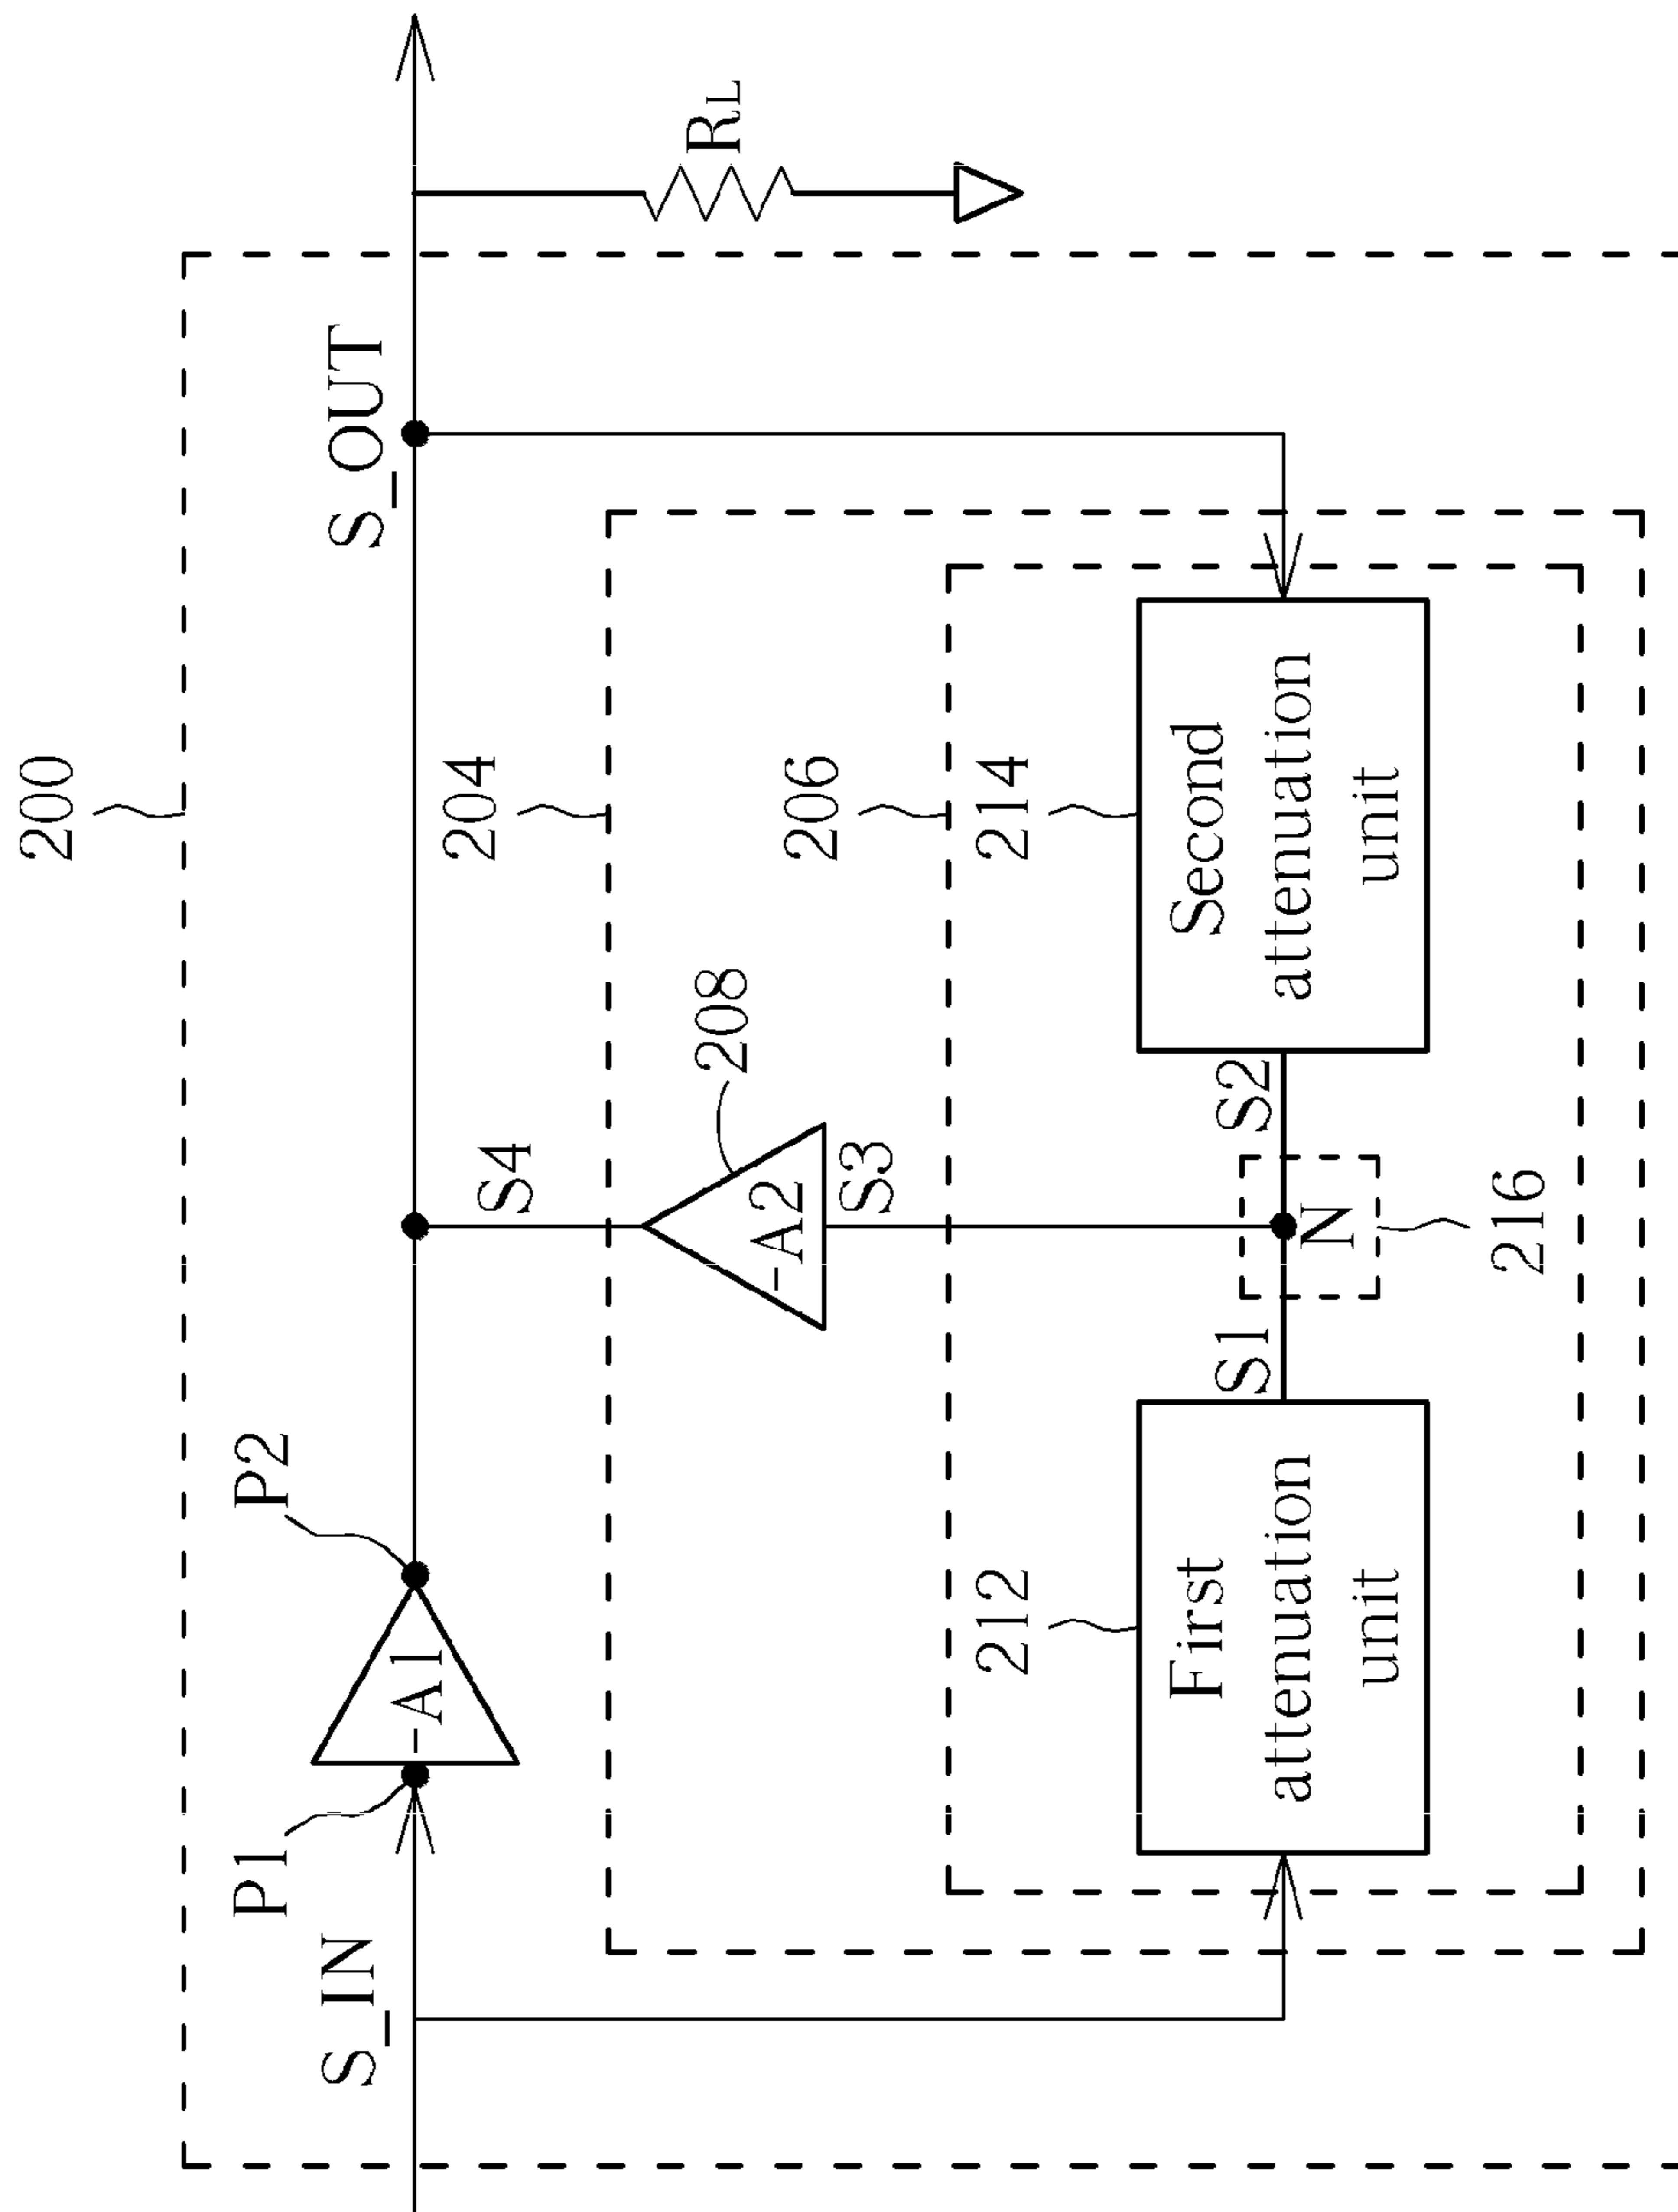 200
S_IN
P1
-A1
P2
S_OUT
RL
204
S4
208
-A2
S3
206
212
First
attenuation
unit
S1
N
216
S2
214
Second
attenuation
unit